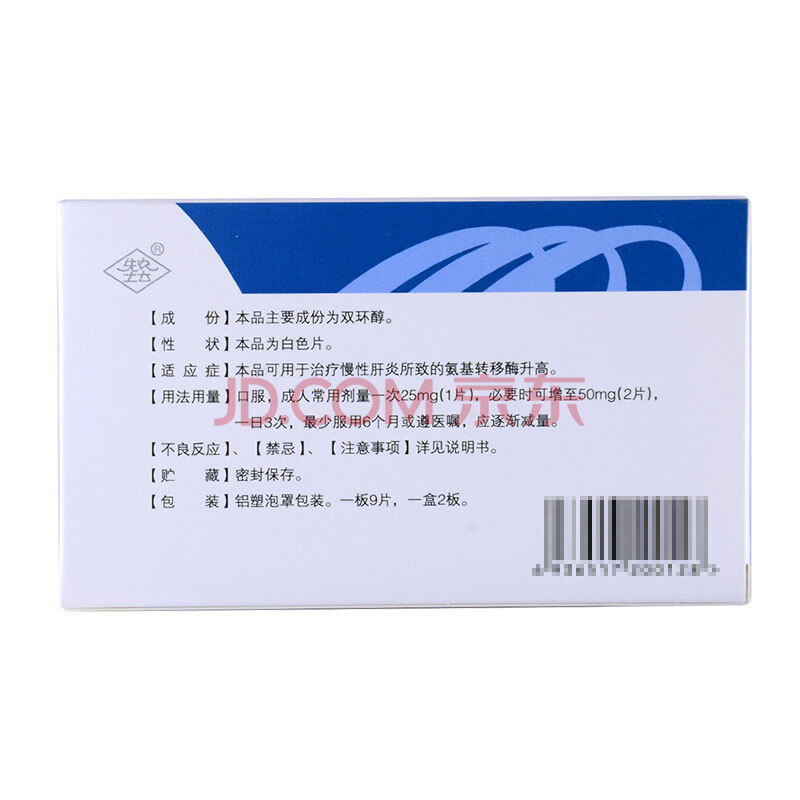 ®
【成 份】本品主要成份为双环醇。
【性 状】本品为白色片。
【适应症】本品可用于治疗慢性肝炎所致的氨基转移酶升高。
【用法用量】口服，成人常用剂量一次25mg(1片)，必要时可增至50mg(2片)，
一日3次，最少服用6个月或遵医嘱，应逐渐减量。
JD.COM 京东
【不良反应】、【禁忌】、【注意事项】详见说明书。
【贮 藏】密封保存。
【包 装】铝塑泡罩包装。一板9片，一盒2板。